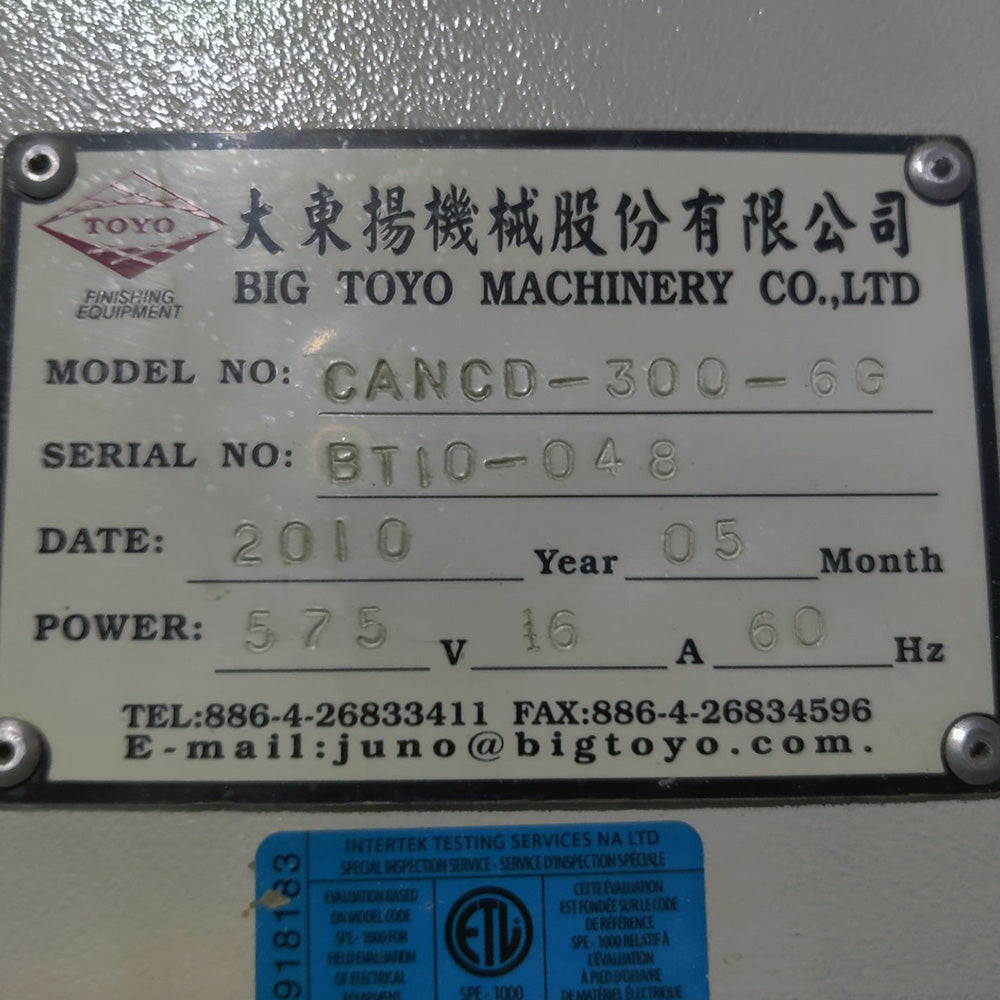 TOYO
FINISHING
EQUIPMENT
大東揚機械股份有限公司
BIG TOYO MACHINERY CO.,LTD
MODEL NO: CANCD-300-6G
SERIAL NO: BT10-048
DATE: 2010 Year 05 Month
POWER: 575 V 16 A 60 Hz
TEL:886-4-26833411 FAX:886-4-26834596
E-mail:juno@bigtoyo.com.
INTERTEK TESTING SERVICES NA LTD
SPECIAL INSPECTION SERVICE - SERVICE D'INSPECTION SPÉCIALE
918183
EVALUATION BASED
ON MODEL CODE
SPE - 1000 FOR
FIELD EVALUATION
OF ELECTRICAL
EQUIPMENT
ETL
SPE - 1000
CETTE ÉVALUATION
EST FONDÉE SUR LE CODE
DE RÉFÉRENCE
SPE - 1000 RELATIF À
L'ÉVALUATION
À PIED D'OEUVRE
DE MATÉRIEL ÉLECTRIQUE